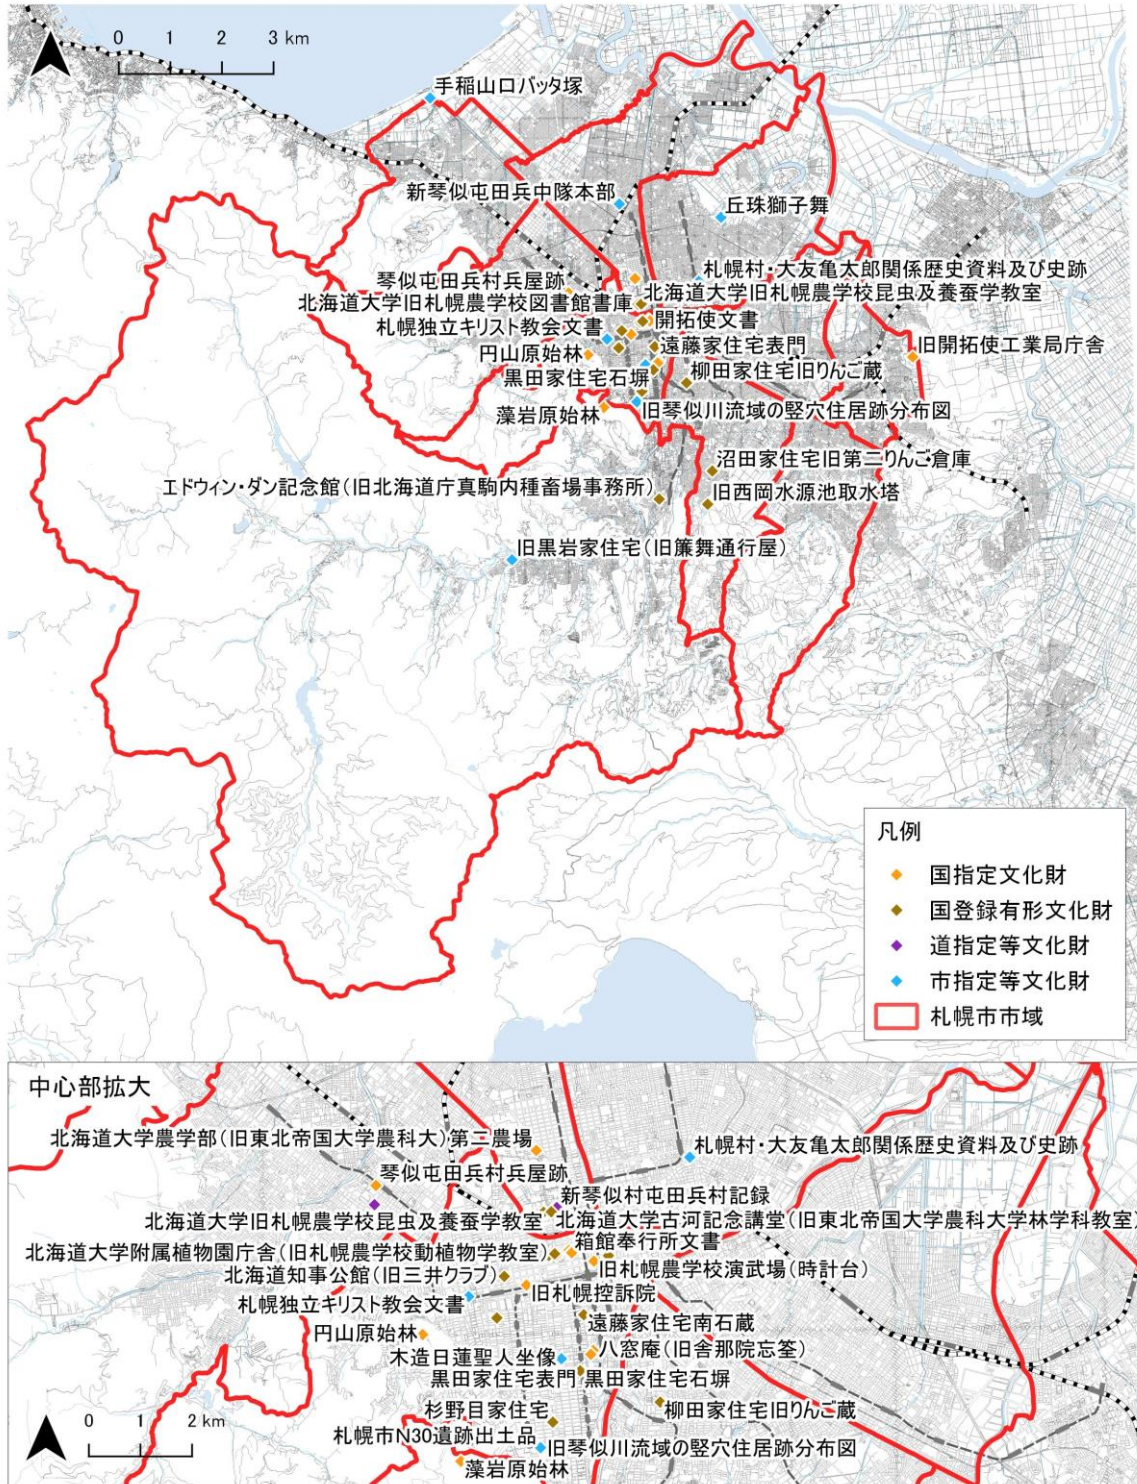 0 1 2 3 km
手稲山口バッタ塚
新琴似屯田兵中隊本部
丘珠獅子舞
札幌村・大友亀太郎関係歴史資料及び史跡
琴似屯田兵村兵屋跡
北海道大学旧札幌農学校昆虫及養蚕学教室
北海道大学旧札幌農学校図書館書庫
開拓使文書
札幌独立キリスト教会文書
遠藤家住宅表門
旧開拓使工業局庁舎
円山原始林
柳田家住宅旧りんご蔵
黒田家住宅石塀
藻岩原始林
旧琴似川流域の竪穴住居跡分布図
沼田家住宅旧第二りんご倉庫
エドウィン・ダン記念館(旧北海道庁真駒内種畜場事務所)
旧西岡水源池取水塔
旧黒岩家住宅(旧簾舞通行屋)
凡例
国指定文化財
国登録有形文化財
道指定等文化財
市指定等文化財
札幌市市域
中心部拡大
北海道大学農学部(旧東北帝国大学農科大)第二農場
札幌村・大友亀太郎関係歴史資料及び史跡
琴似屯田兵村兵屋跡
新琴似村屯田兵村記録
北海道大学旧札幌農学校昆虫及養蚕学教室
北海道大学古河記念講堂(旧東北帝国大学農科大学林学科教室)
箱館奉行所文書
北海道大学附属植物園庁舎(旧札幌農学校動植物学教室)
旧札幌農学校演武場(時計台)
北海道知事公館(旧三井クラブ)
旧札幌控訴院
札幌独立キリスト教会文書
遠藤家住宅南石蔵
円山原始林
八窓庵(旧舎那院忘筌)
木造日蓮聖人坐像
黒田家住宅表門
黒田家住宅石塀
杉野目家住宅
柳田家住宅旧りんご蔵
札幌市N30遺跡出土品
旧琴似川流域の竪穴住居跡分布図
藻岩原始林
0 1 2 km